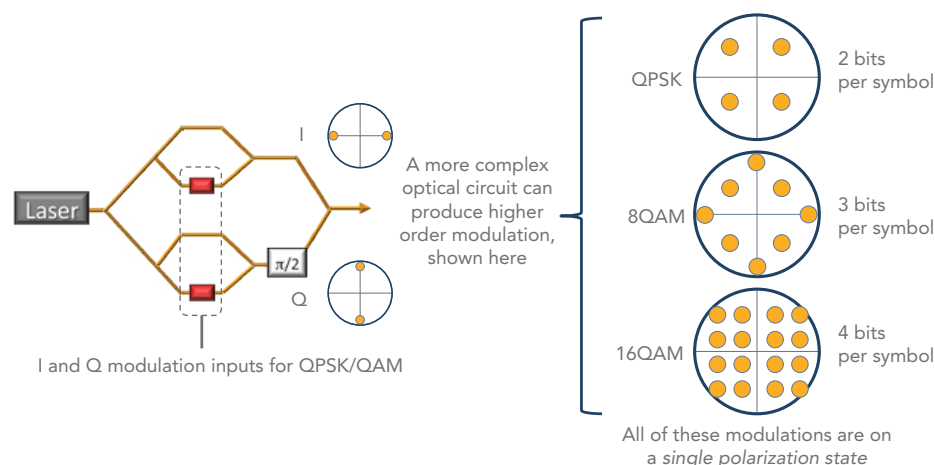 Laser
I
π/2
Q
I and Q modulation inputs for QPSK/QAM
A more complex
optical circuit can
produce higher
order modulation,
shown here
QPSK
2 bits
per symbol
8QAM
3 bits
per symbol
16QAM
4 bits
per symbol
All of these modulations are on
a single polarization state